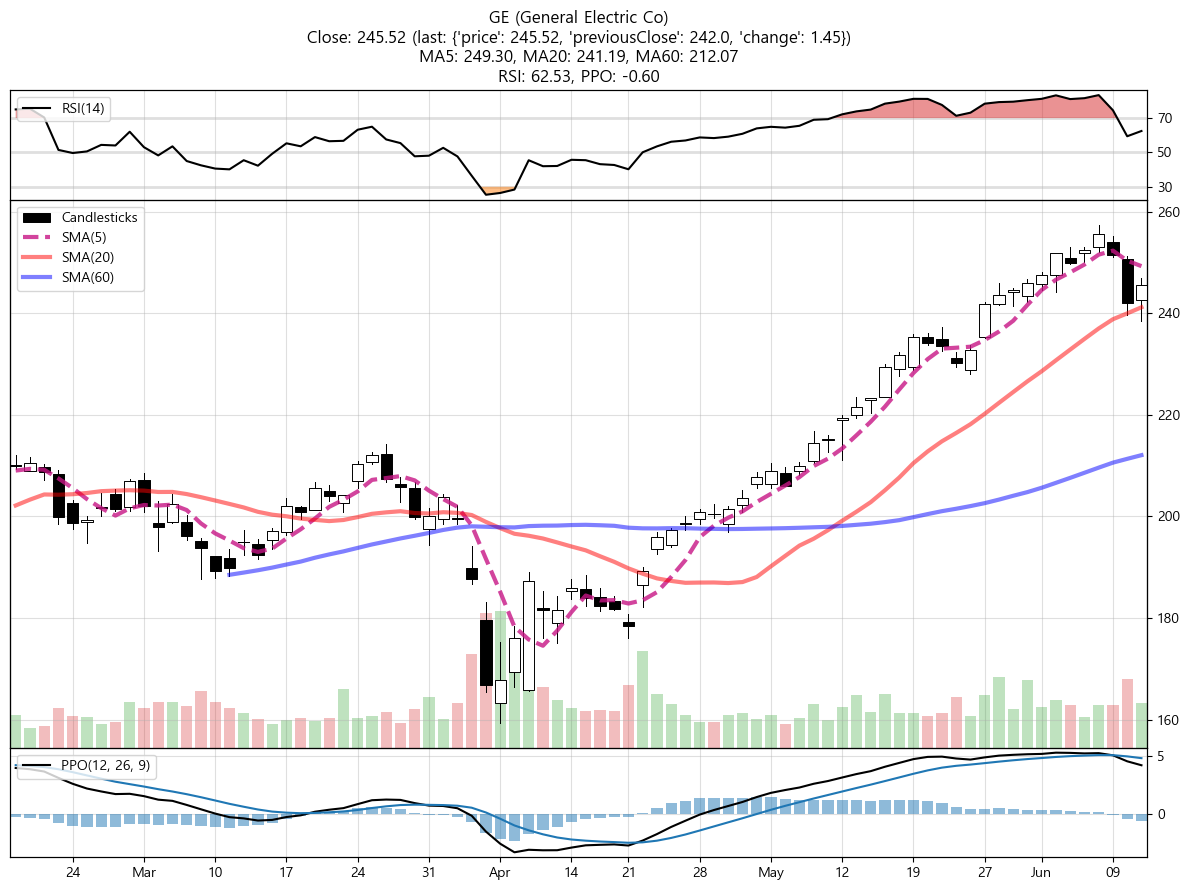 GE (General Electric Co)
Close: 245.52 (last: {'price': 245.52, 'previousClose': 242.0, 'change': 1.45})
MA5: 249.30, MA20: 241.19, MA60: 212.07
RSI: 62.53, PPO: -0.60
RSI(14)
70
50
30
Candlesticks
SMA(5)
SMA(20)
SMA(60)
260
240
220
200
180
160
PPO(12, 26, 9)
5
0
24 Mar 10 17 24 31 Apr 14 21 28 May 12 19 27 Jun 09